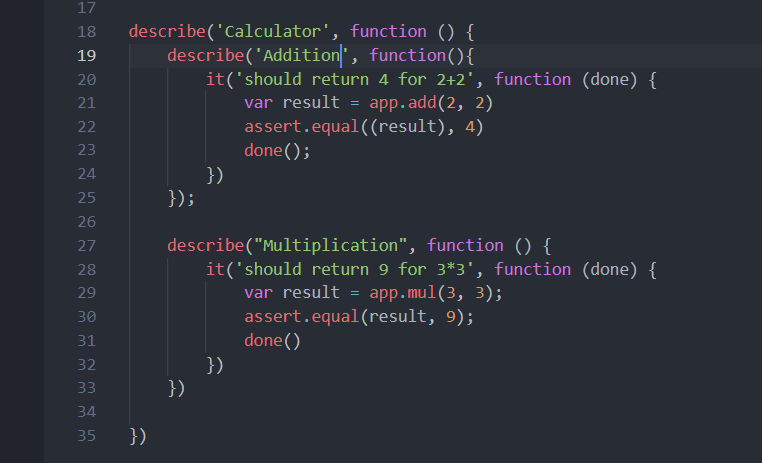 17
18 describe('Calculator', function () {
19     describe('Addition', function(){
20         it('should return 4 for 2+2', function (done) {
21             var result = app.add(2, 2)
22             assert.equal((result), 4)
23             done();
24         })
25     });
26
27     describe("Multiplication", function () {
28         it('should return 9 for 3*3', function (done) {
29             var result = app.mul(3, 3);
30             assert.equal(result, 9);
31             done()
32         })
33     })
34
35 })